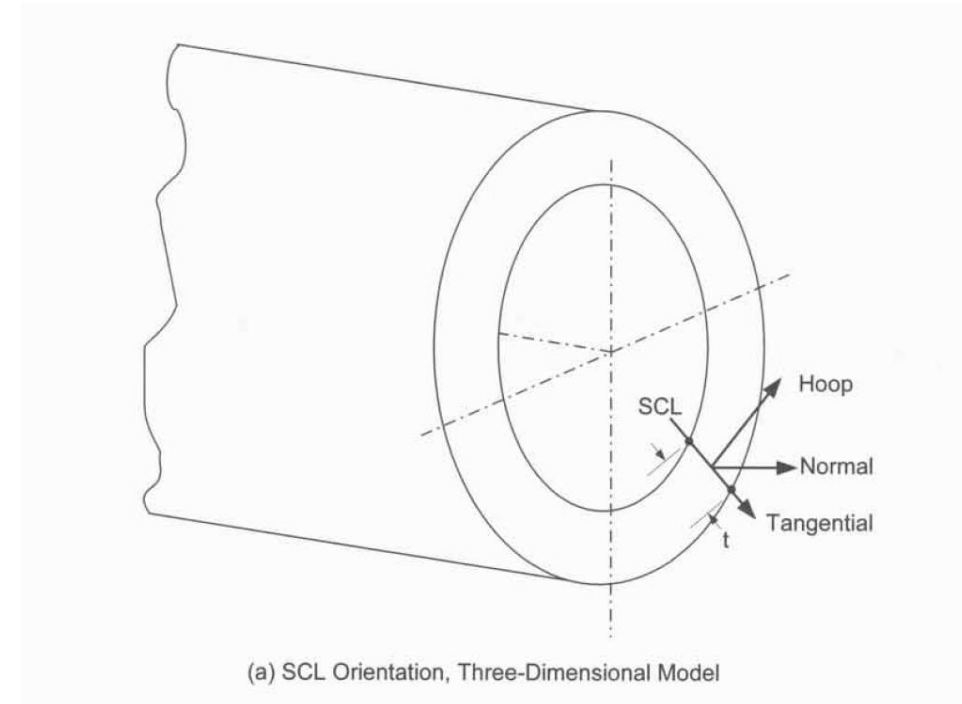 Hoop
SCL
Normal
Tangential
t
(a) SCL Orientation, Three-Dimensional Model